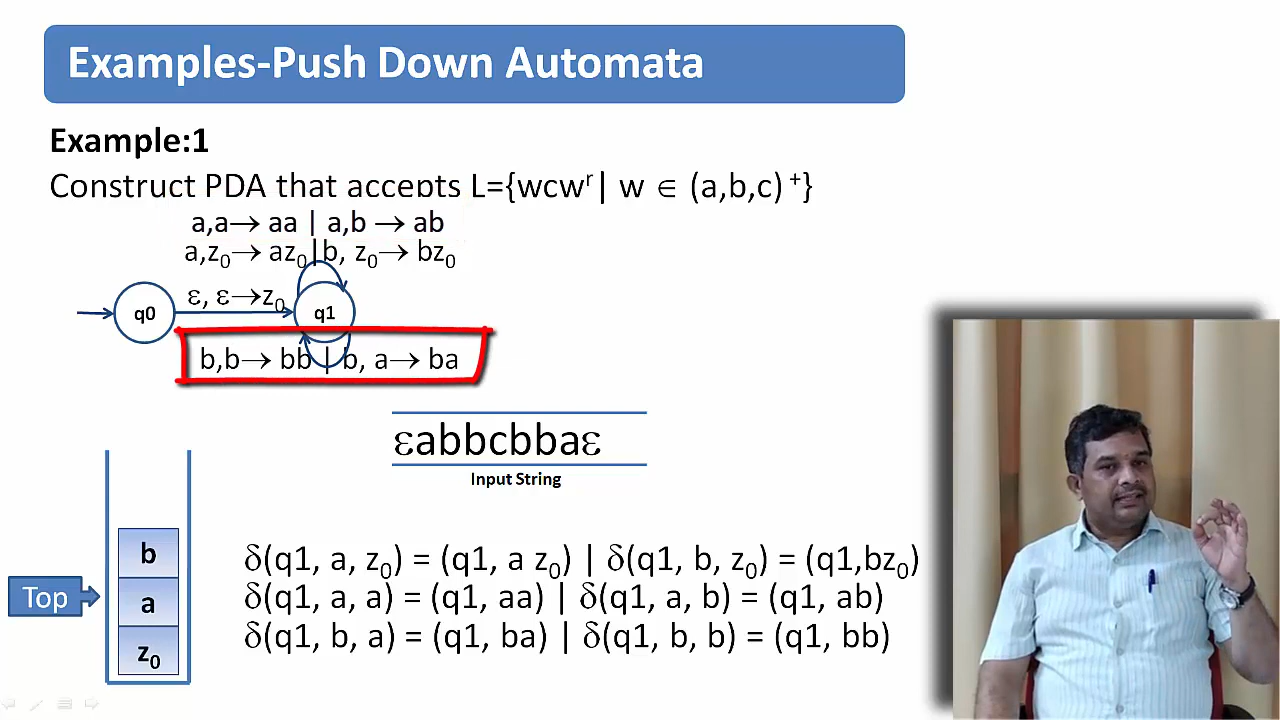 Examples-Push Down Automata
Example:1
Construct PDA that accepts L={wcwʳ| w ∈ (a,b,c) ⁺}
a,a→ aa | a,b → ab
a,z₀→ az₀|b, z₀→ bz₀
q0
ε, ε→z₀
q1
b,b→ bb | b, a→ ba
εabbcbbaε
Input String
b
Top
a
z₀
δ(q1, a, z₀) = (q1, a z₀) | δ(q1, b, z₀) = (q1,bz₀)
δ(q1, a, a) = (q1, aa) | δ(q1, a, b) = (q1, ab)
δ(q1, b, a) = (q1, ba) | δ(q1, b, b) = (q1, bb)